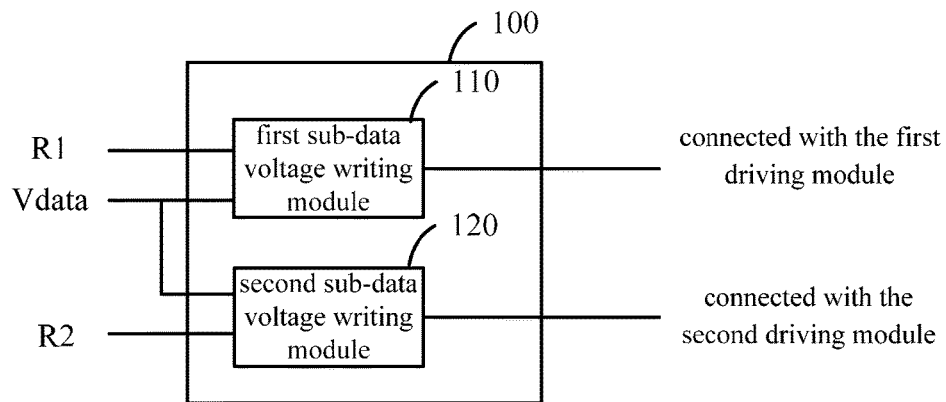 100
110
R1
first sub-data
voltage writing
module
connected with the first
driving module
Vdata
120
second sub-data
voltage writing
module
R2
connected with the
second driving module